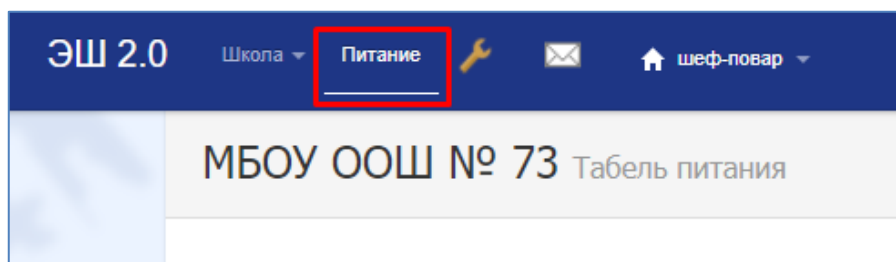 ЭШ 2.0 Школа Питание шеф-повар
МБОУ ООШ № 73 Табель питания